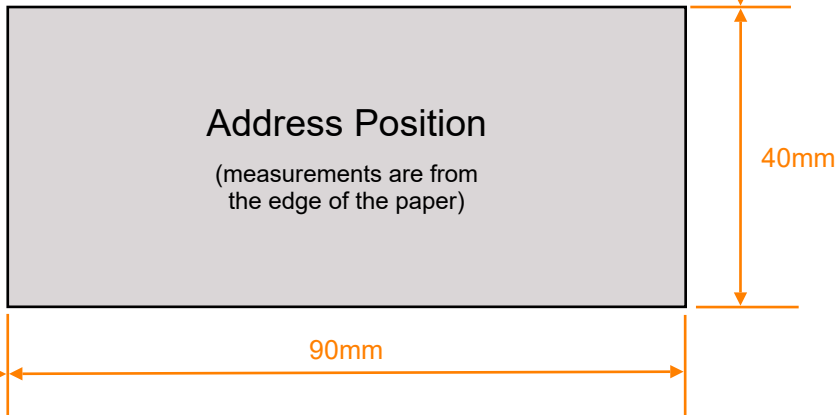 Address Position
(measurements are from
the edge of the paper)
40mm
90mm